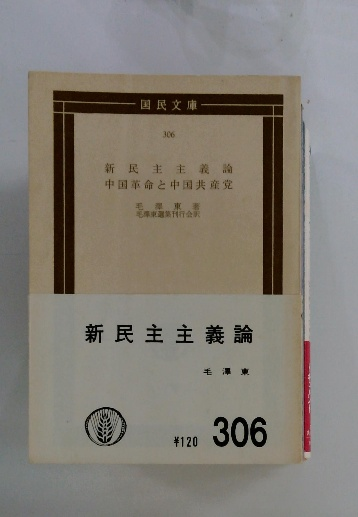 国民文庫
306
新民主主義論
中国革命と中国共産党
毛澤東著
毛澤東選集刊行会訳
新民主主義論
毛澤東
¥120
306